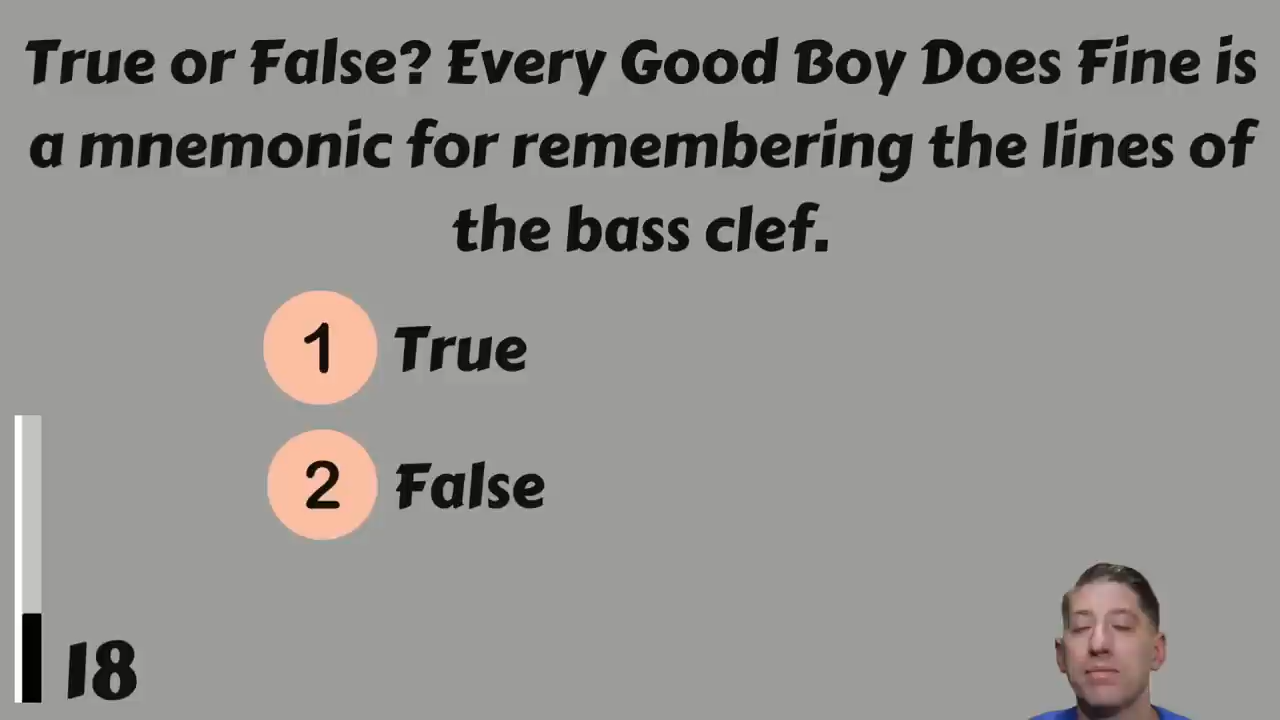 True or False? Every Good Boy Does Fine is
a mnemonic for remembering the lines of
the bass clef.
1 True
2 False
18